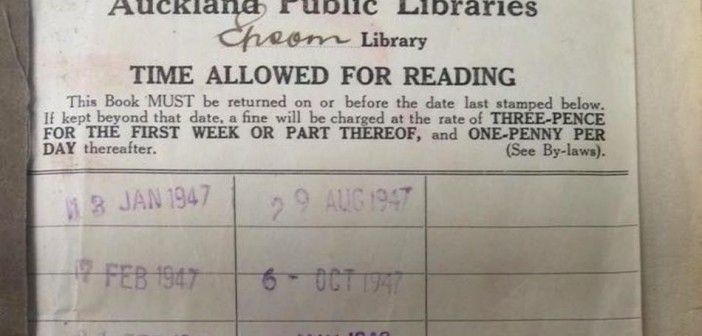 Auckland Public Libraries
Epsom Library
TIME ALLOWED FOR READING
This Book MUST be returned on or before the date last stamped below.
If kept beyond that date, a fine will be charged at the rate of THREE-PENCE
FOR THE FIRST WEEK OR PART THEREOF, and ONE-PENNY PER
DAY thereafter. (See By-laws).
JAN 1947 29 AUG 1947
FEB 1947 6 - OCT 1947